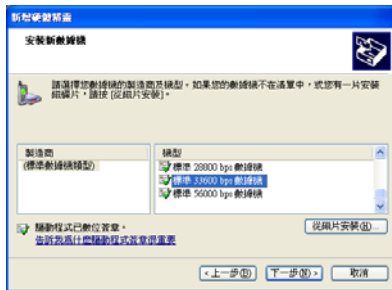 新增硬體精靈
安裝新數據機
請選擇您數據機的製造商及機型。如果您的數據機不在清單中，或您有一片安裝
磁碟片，請按 [從磁片安裝]。
製造商
(標準數據機類型)
機型
標準 28800 bps 數據機
標準 33600 bps 數據機
標準 56000 bps 數據機
驅動程式已數位簽章。
告訴我為什麼驅動程式簽章很重要
從磁片安裝(H)...
< 上一步(B)
下一步(N) >
取消